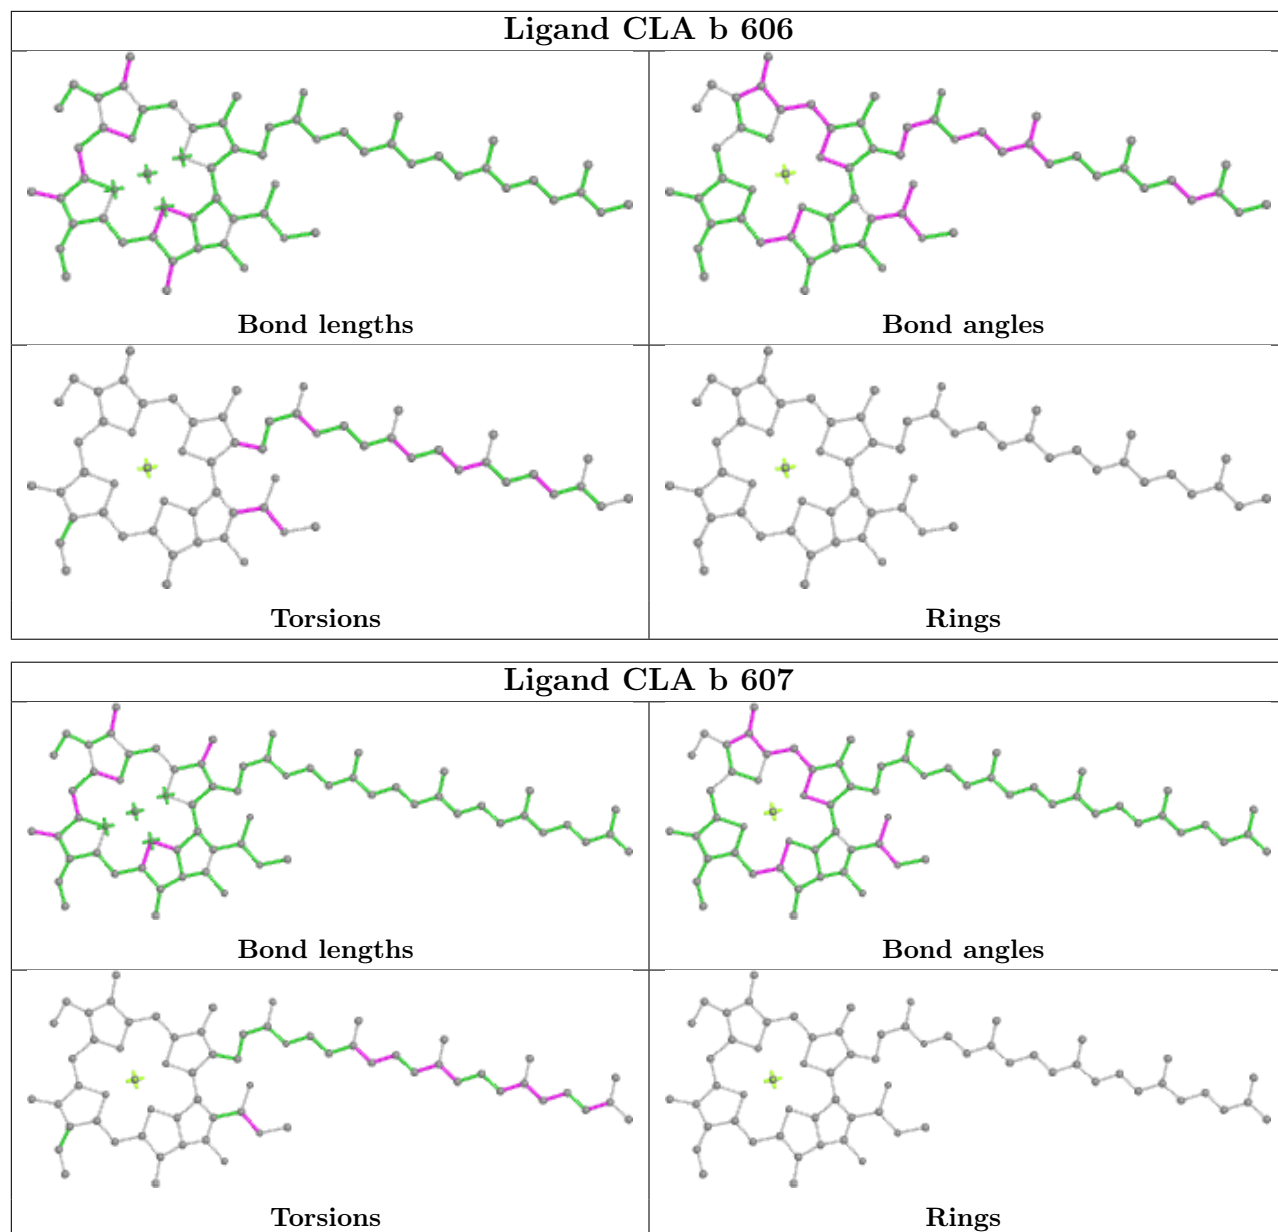 Ligand CLA b 606
Bond lengths
Bond angles
Torsions
Rings
Ligand CLA b 607
Bond lengths
Bond angles
Torsions
Rings